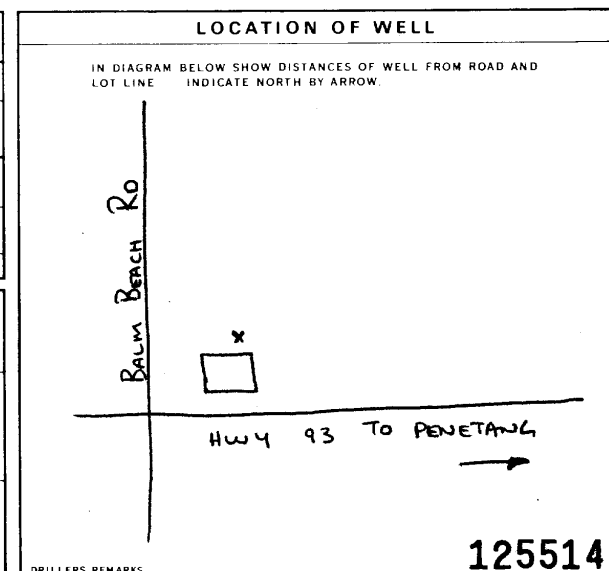 LOCATION OF WELL
IN DIAGRAM BELOW SHOW DISTANCES OF WELL FROM ROAD AND
LOT LINE INDICATE NORTH BY ARROW.
BALM BEACH RD
x
HWY 93 TO PENETANG
125514
DRILLERS REMARKS